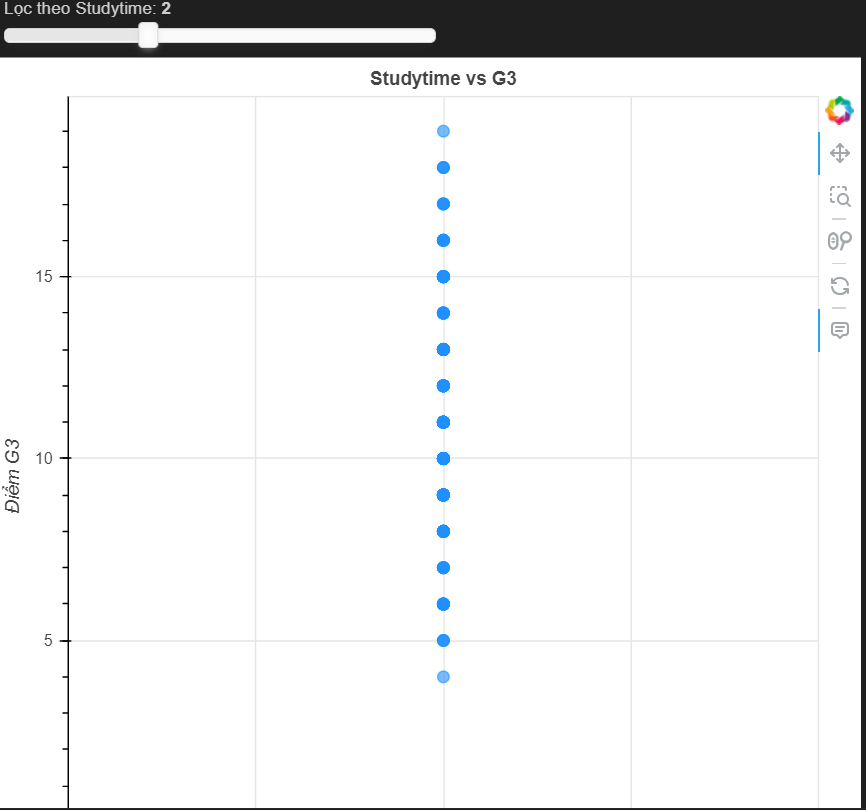 Lọc theo Studytime: 2
Studytime vs G3
15
10
5
Điểm G3